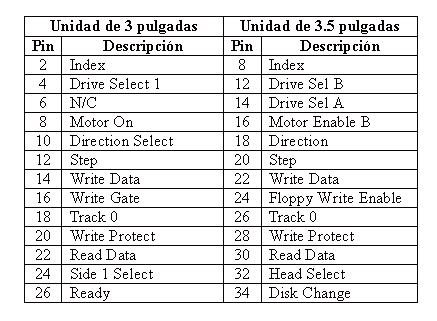 Unidad de 3 pulgadas Unidad de 3.5 pulgadas
Pin Descripción Pin Descripción
2 Index 8 Index
4 Drive Select 1 12 Drive Sel B
6 N/C 14 Drive Sel A
8 Motor On 16 Motor Enable B
10 Direction Select 18 Direction
12 Step 20 Step
14 Write Data 22 Write Data
16 Write Gate 24 Floppy Write Enable
18 Track 0 26 Track 0
20 Write Protect 28 Write Protect
22 Read Data 30 Read Data
24 Side 1 Select 32 Head Select
26 Ready 34 Disk Change